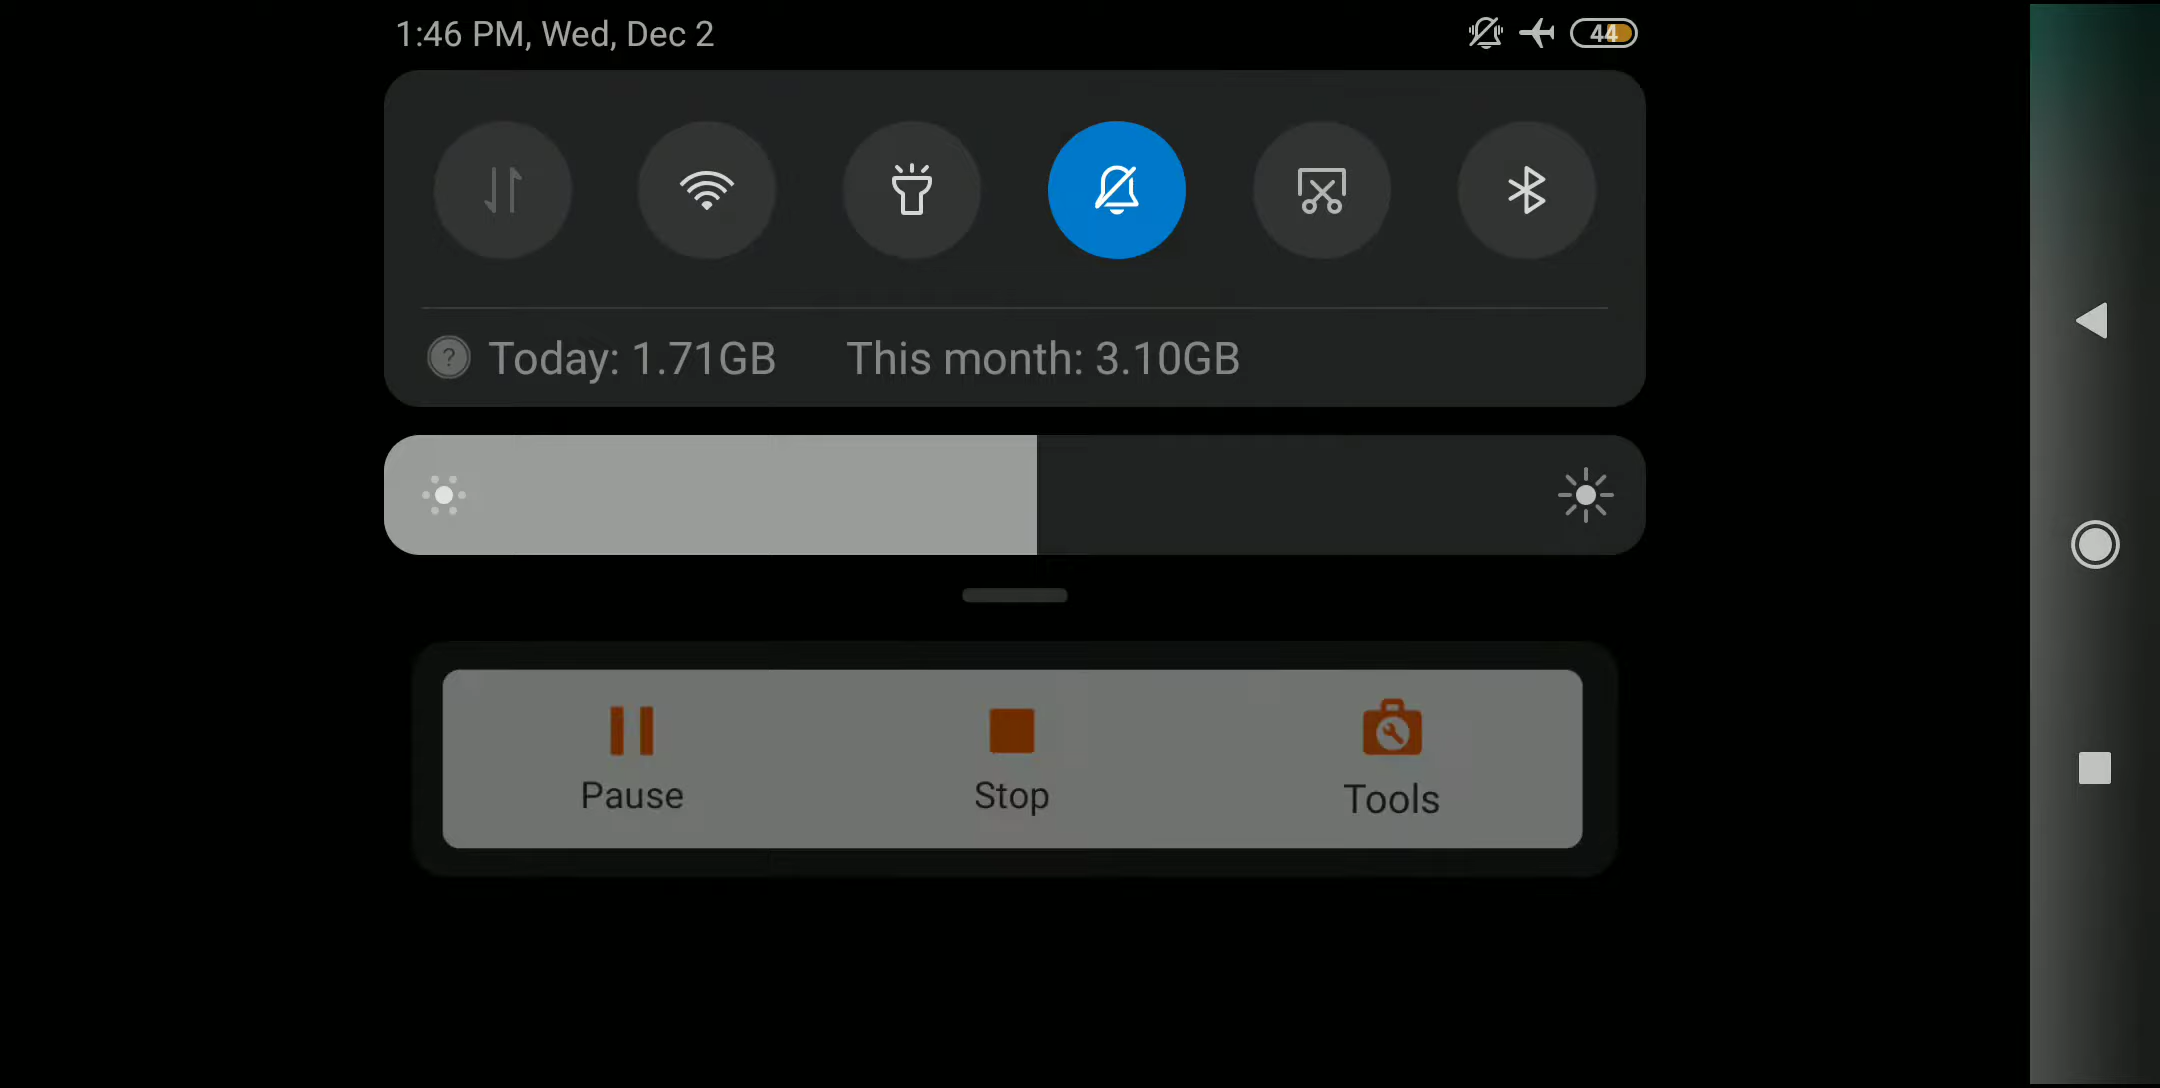 1:46 PM, Wed, Dec 2
44
? Today: 1.71GB This month: 3.10GB
Pause Stop Tools